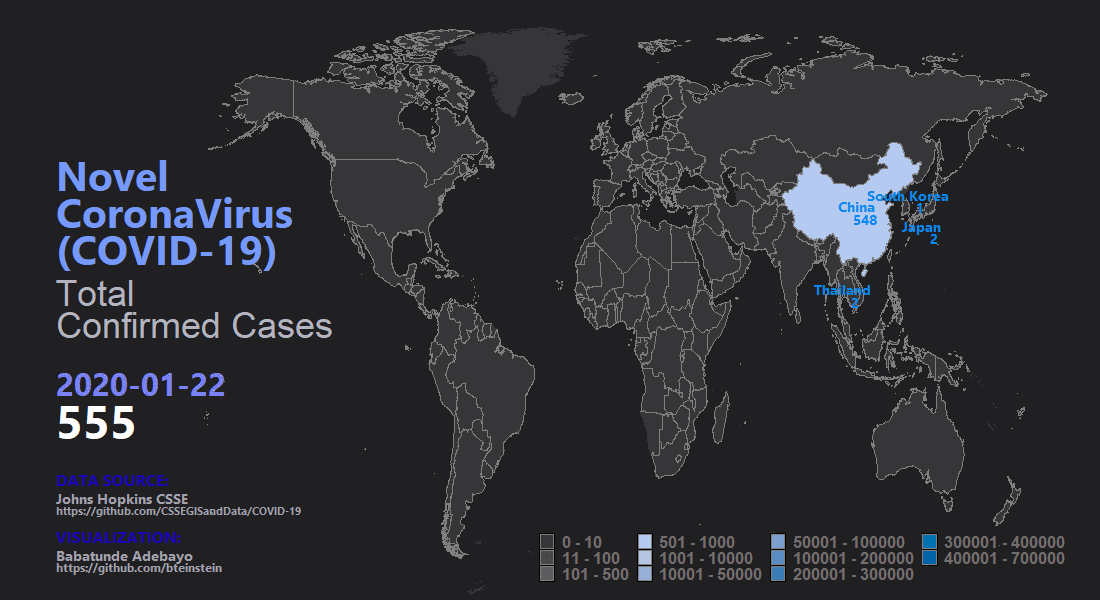 Novel
CoronaVirus
(COVID-19)
Total
Confirmed Cases
2020-01-22
555
DATA SOURCE:
Johns Hopkins CSSE
https://github.com/CSSEGISandData/COVID-19
VISUALIZATION:
Babatunde Adebayo
https://github.com/bteinstein
South Korea
1
China
548
Japan
2
Thailand
0 - 10
11 - 100
101 - 500
501 - 1000
1001 - 10000
10001 - 50000
50001 - 100000
100001 - 200000
200001 - 300000
300001 - 400000
400001 - 700000